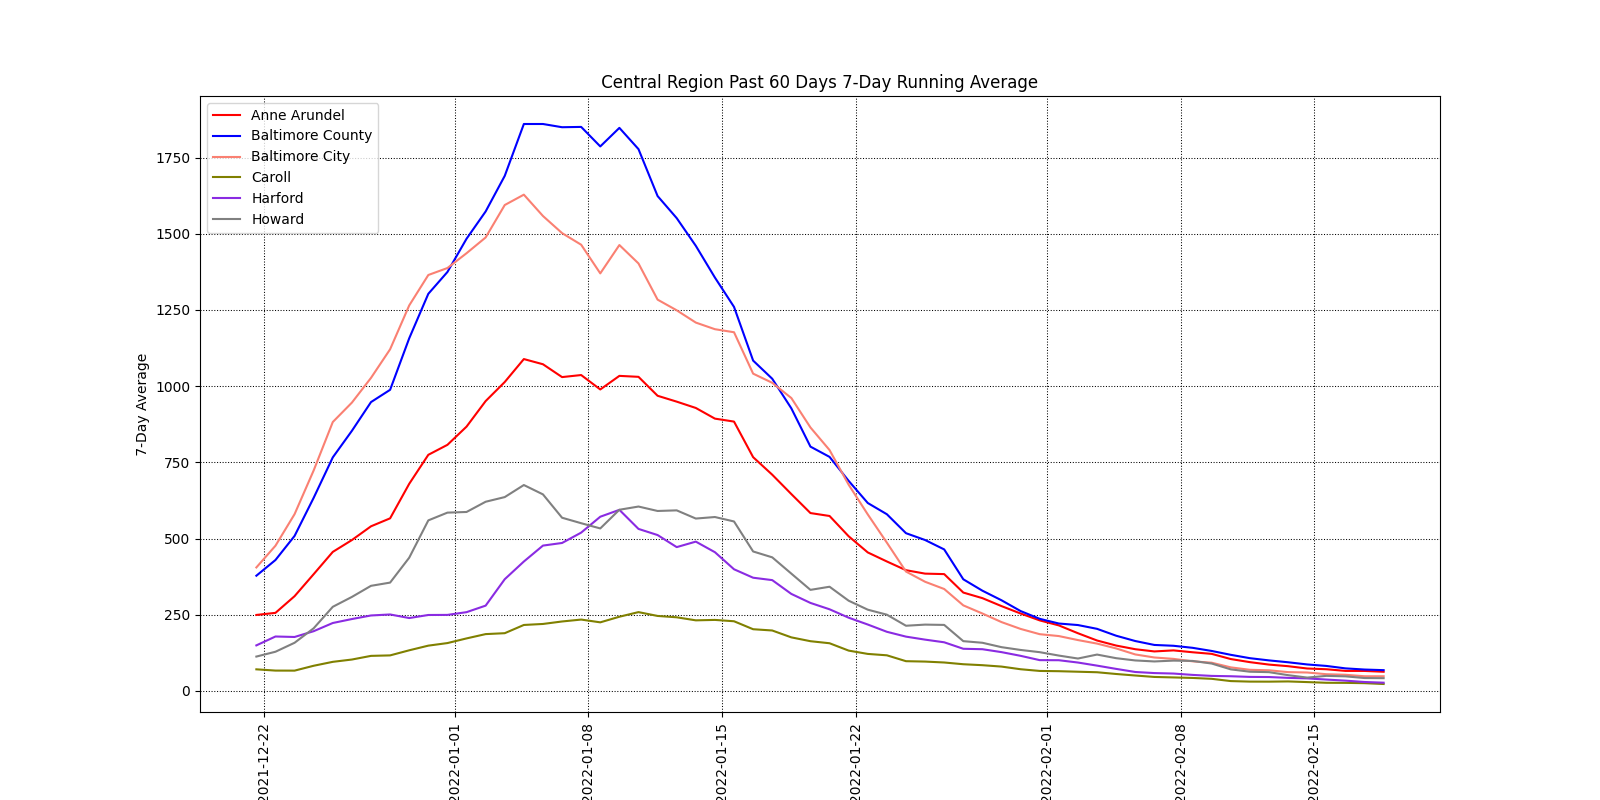 Central Region Past 60 Days 7-Day Running Average
Anne Arundel
Baltimore County
Baltimore City
Caroll
Harford
Howard
7-Day Average
1750
1500
1250
1000
750
500
250
0
2021-12-22
2022-01-01
2022-01-08
2022-01-15
2022-01-22
2022-02-01
2022-02-08
2022-02-15